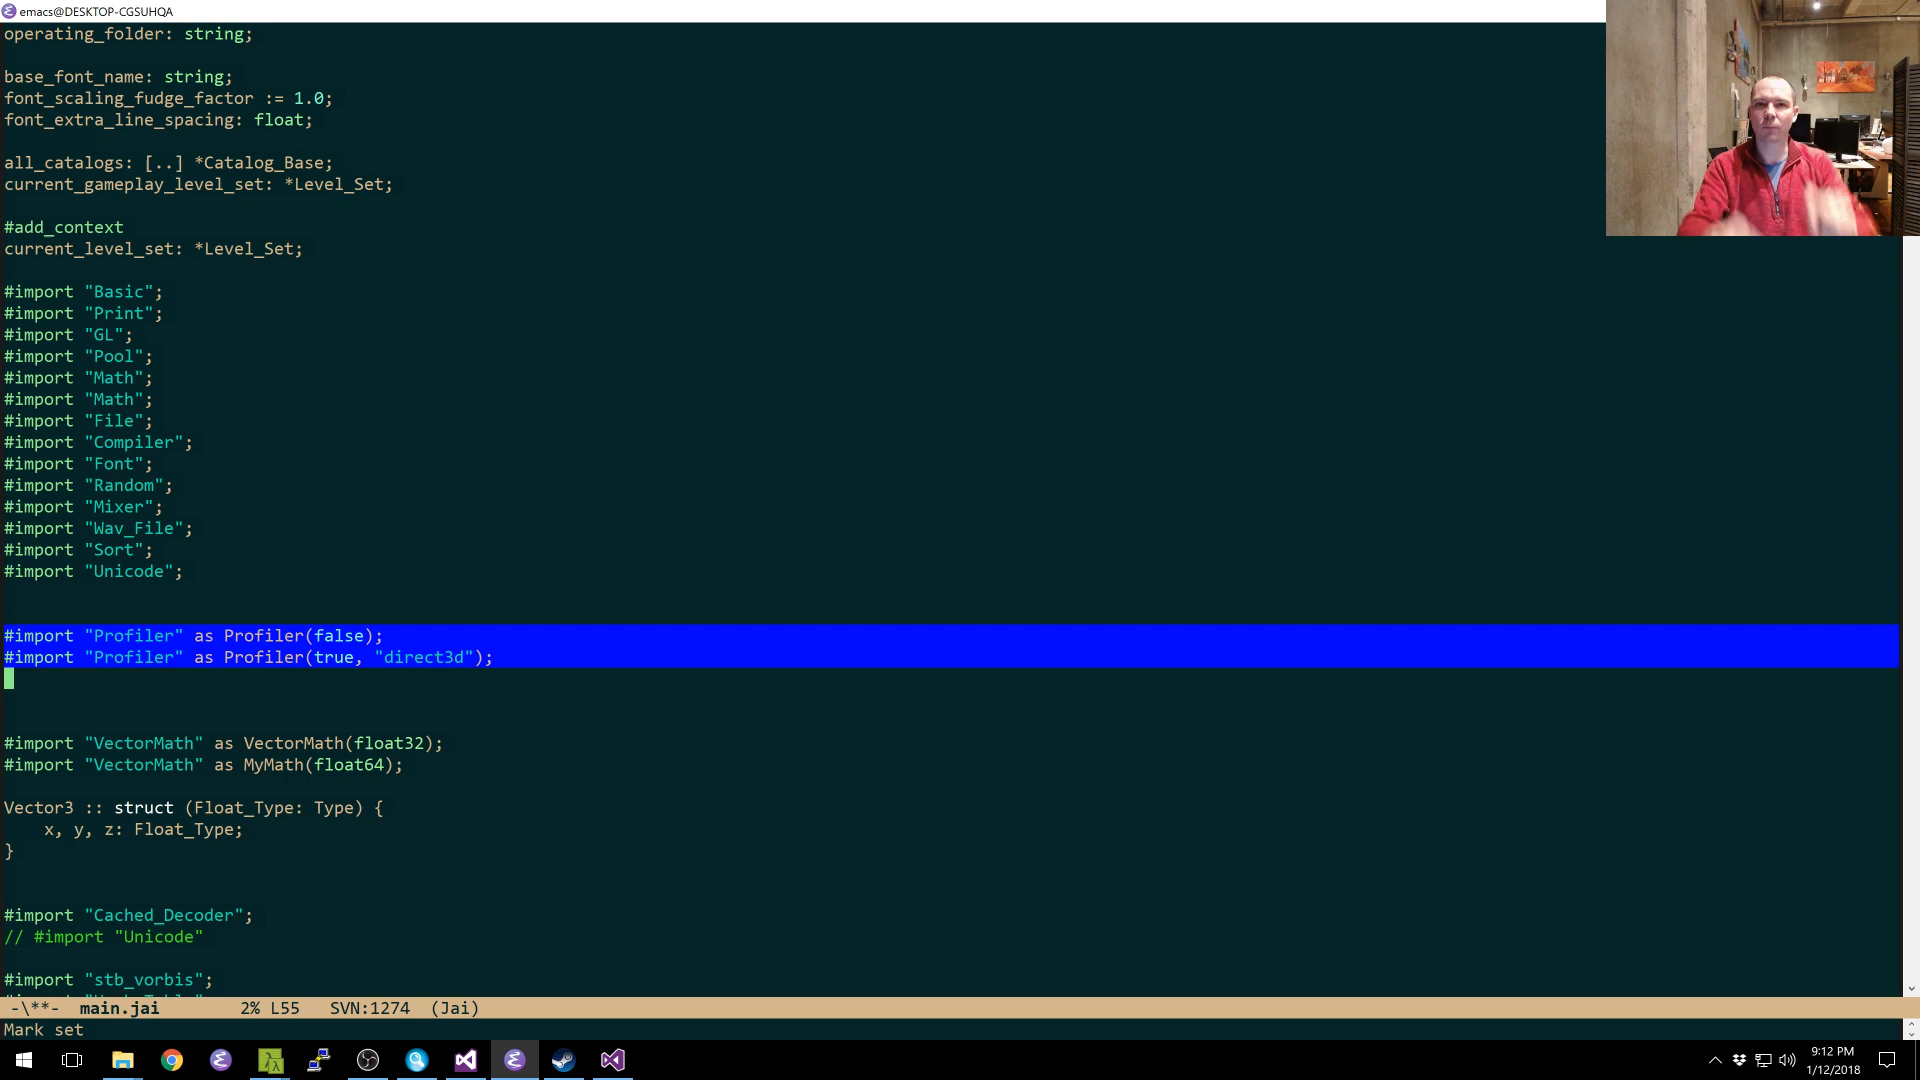 emacs@DESKTOP-CGSUHQA
operating_folder: string;
base_font_name: string;
font_scaling_fudge_factor := 1.0;
font_extra_line_spacing: float;
all_catalogs: [..] *Catalog_Base;
current_gameplay_level_set: *Level_Set;
#add_context
current_level_set: *Level_Set;
#import "Basic";
#import "Print";
#import "GL";
#import "Pool";
#import "Math";
#import "Math";
#import "File";
#import "Compiler";
#import "Font";
#import "Random";
#import "Mixer";
#import "Wav_File";
#import "Sort";
#import "Unicode";
#import "Profiler" as Profiler(false);
#import "Profiler" as Profiler(true, "direct3d");
#import "VectorMath" as VectorMath(float32);
#import "VectorMath" as MyMath(float64);
Vector3 :: struct (Float_Type: Type) {
    x, y, z: Float_Type;
}
#import "Cached_Decoder";
// #import "Unicode"
#import "stb_vorbis";
-\**-  main.jai        2% L55   SVN:1274  (Jai)
Mark set
9:12 PM
1/12/2018